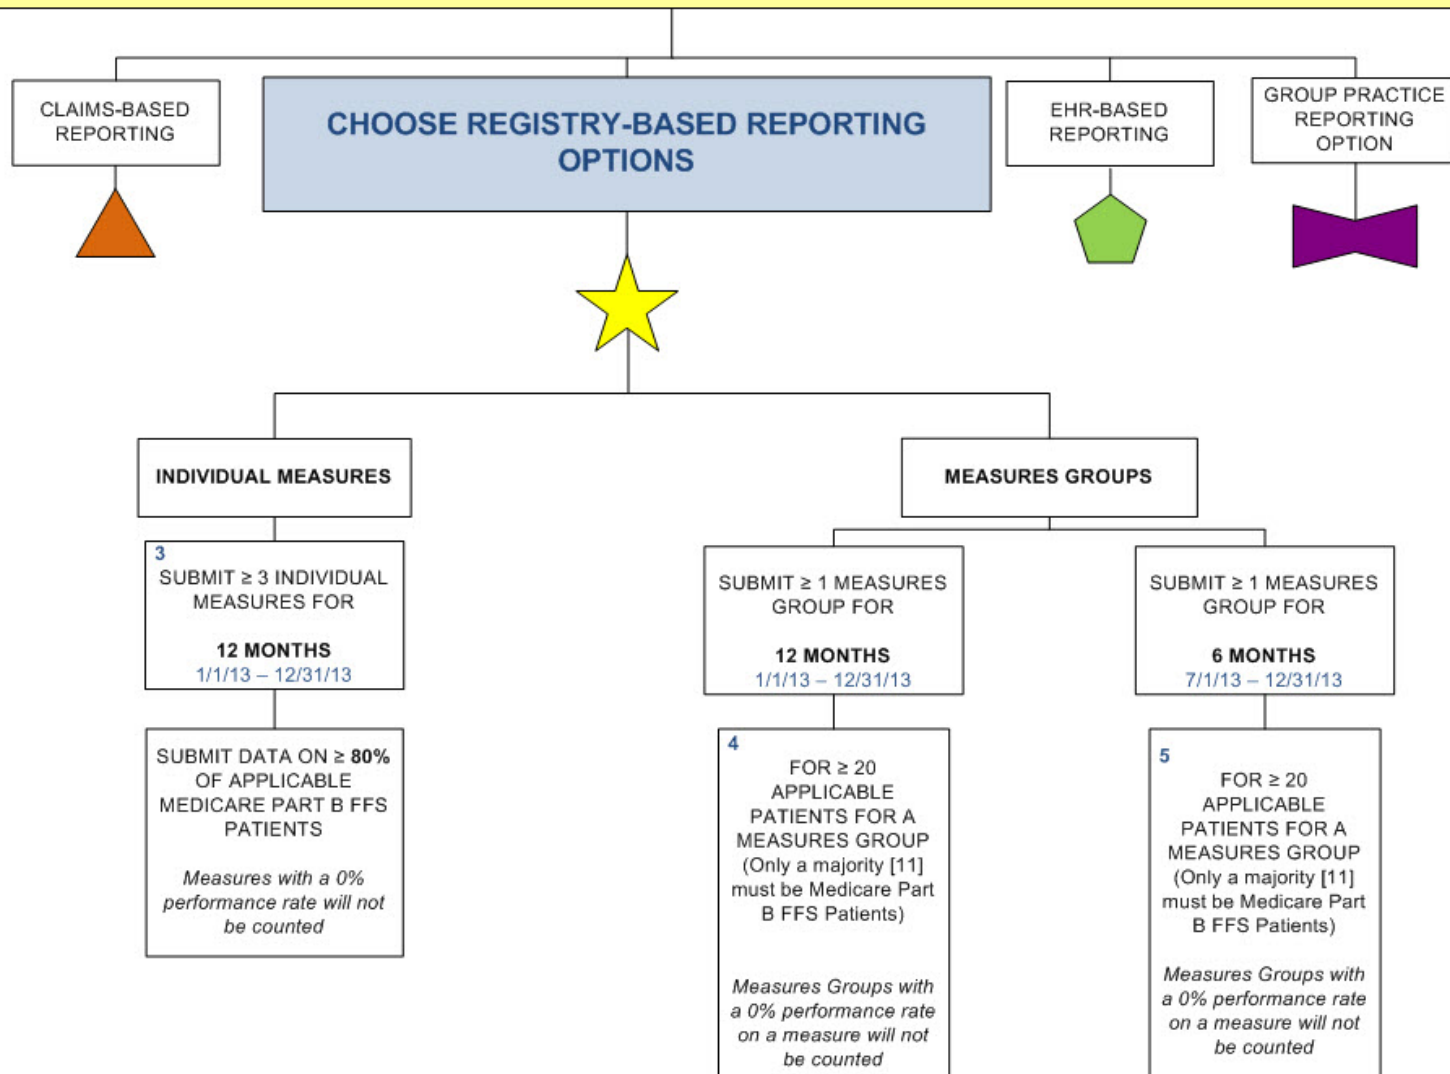 CLAIMS-BASED
REPORTING
CHOOSE REGISTRY-BASED REPORTING
OPTIONS
EHR-BASED
REPORTING
GROUP PRACTICE
REPORTING
OPTION
INDIVIDUAL MEASURES
MEASURES GROUPS
3
SUBMIT ≥ 3 INDIVIDUAL
MEASURES FOR
12 MONTHS
1/1/13 – 12/31/13
SUBMIT ≥ 1 MEASURES
GROUP FOR
12 MONTHS
1/1/13 – 12/31/13
SUBMIT ≥ 1 MEASURES
GROUP FOR
6 MONTHS
7/1/13 – 12/31/13
SUBMIT DATA ON ≥ 80%
OF APPLICABLE
MEDICARE PART B FFS
PATIENTS
Measures with a 0%
performance rate will not
be counted
4
FOR ≥ 20
APPLICABLE
PATIENTS FOR A
MEASURES GROUP
(Only a majority [11]
must be Medicare Part
B FFS Patients)
Measures Groups with
a 0% performance rate
on a measure will not
be counted
5
FOR ≥ 20
APPLICABLE
PATIENTS FOR A
MEASURES GROUP
(Only a majority [11]
must be Medicare Part
B FFS Patients)
Measures Groups with
a 0% performance rate
on a measure will not
be counted